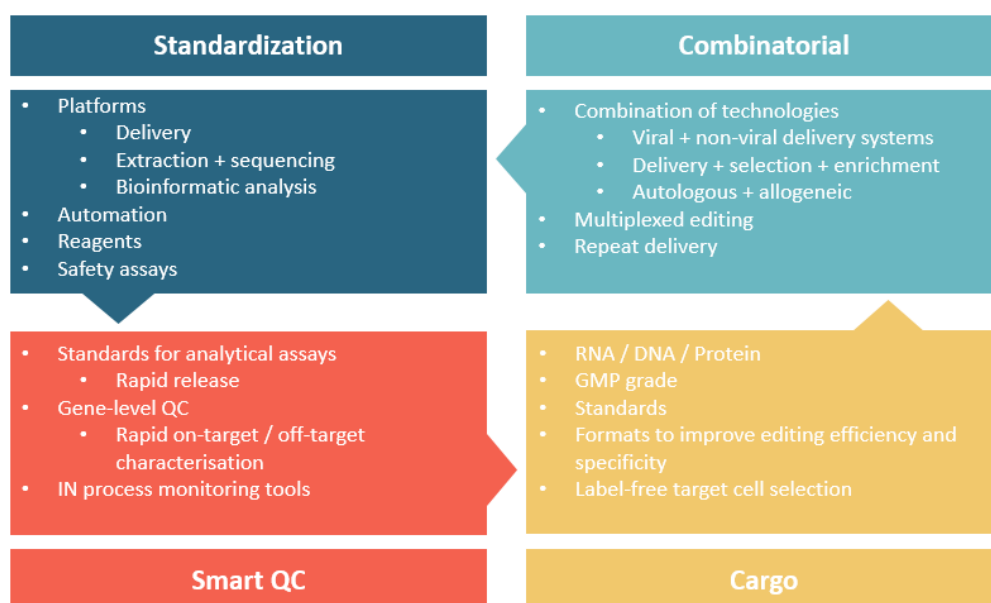 Standardization
• Platforms
• Delivery
• Extraction + sequencing
• Bioinformatic analysis
• Automation
• Reagents
• Safety assays
Combinatorial
• Combination of technologies
• Viral + non-viral delivery systems
• Delivery + selection + enrichment
• Autologous + allogeneic
• Multiplexed editing
• Repeat delivery
• Standards for analytical assays
• Rapid release
• Gene-level QC
• Rapid on-target / off-target
characterisation
• IN process monitoring tools
Smart QC
• RNA / DNA / Protein
• GMP grade
• Standards
• Formats to improve editing efficiency and
specificity
• Label-free target cell selection
Cargo